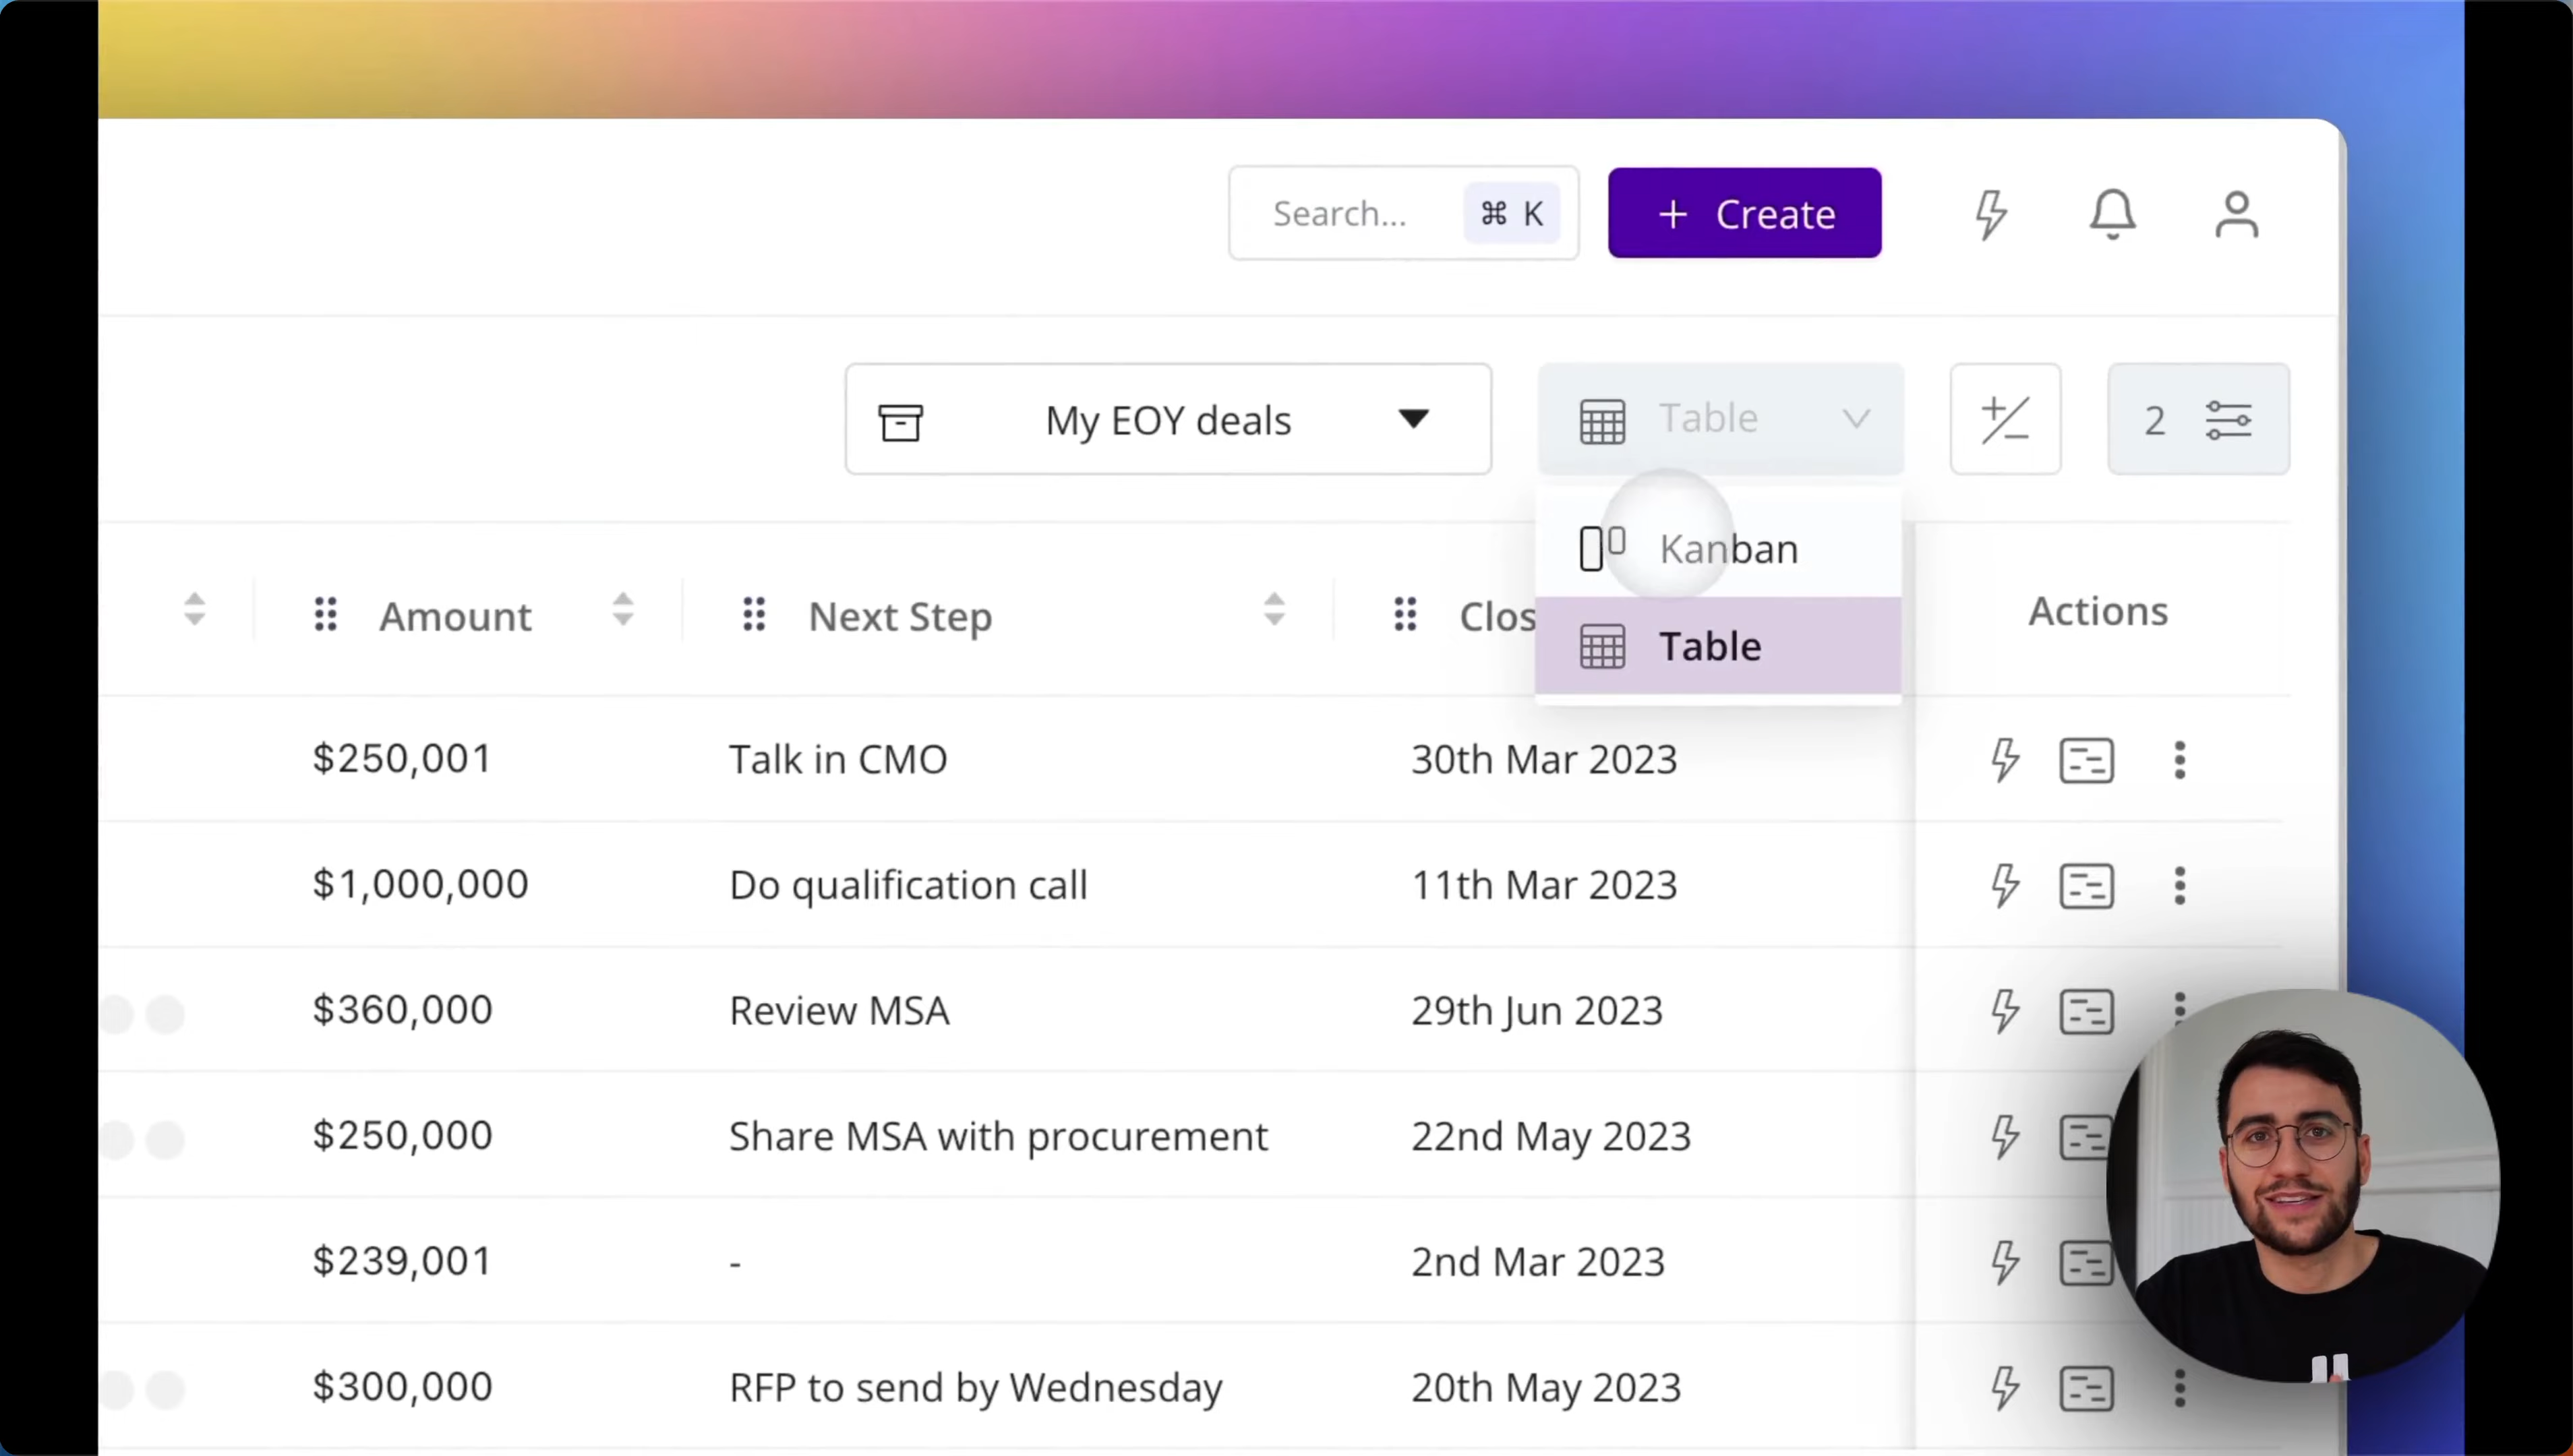 Search... ⌘ K
+ Create
My EOY deals
Table
2
Kanban
Table
Amount
Next Step
Clos
Actions
$250,001 Talk in CMO 30th Mar 2023
$1,000,000 Do qualification call 11th Mar 2023
$360,000 Review MSA 29th Jun 2023
$250,000 Share MSA with procurement 22nd May 2023
$239,001 - 2nd Mar 2023
$300,000 RFP to send by Wednesday 20th May 2023